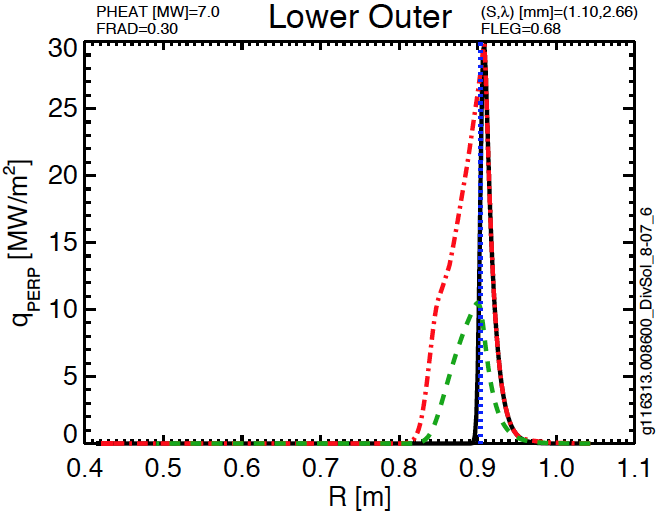 PHEAT [MW]=7.0
FRAD=0.30
Lower Outer
(S,λ) [mm]=(1.10,2.66)
FLEG=0.68
30
25
20
15
10
5
0
qPERP [MW/m2]
0.4 0.5 0.6 0.7 0.8 0.9 1.0 1.1
R [m]
g116313.008600_DivSol_8-07_6